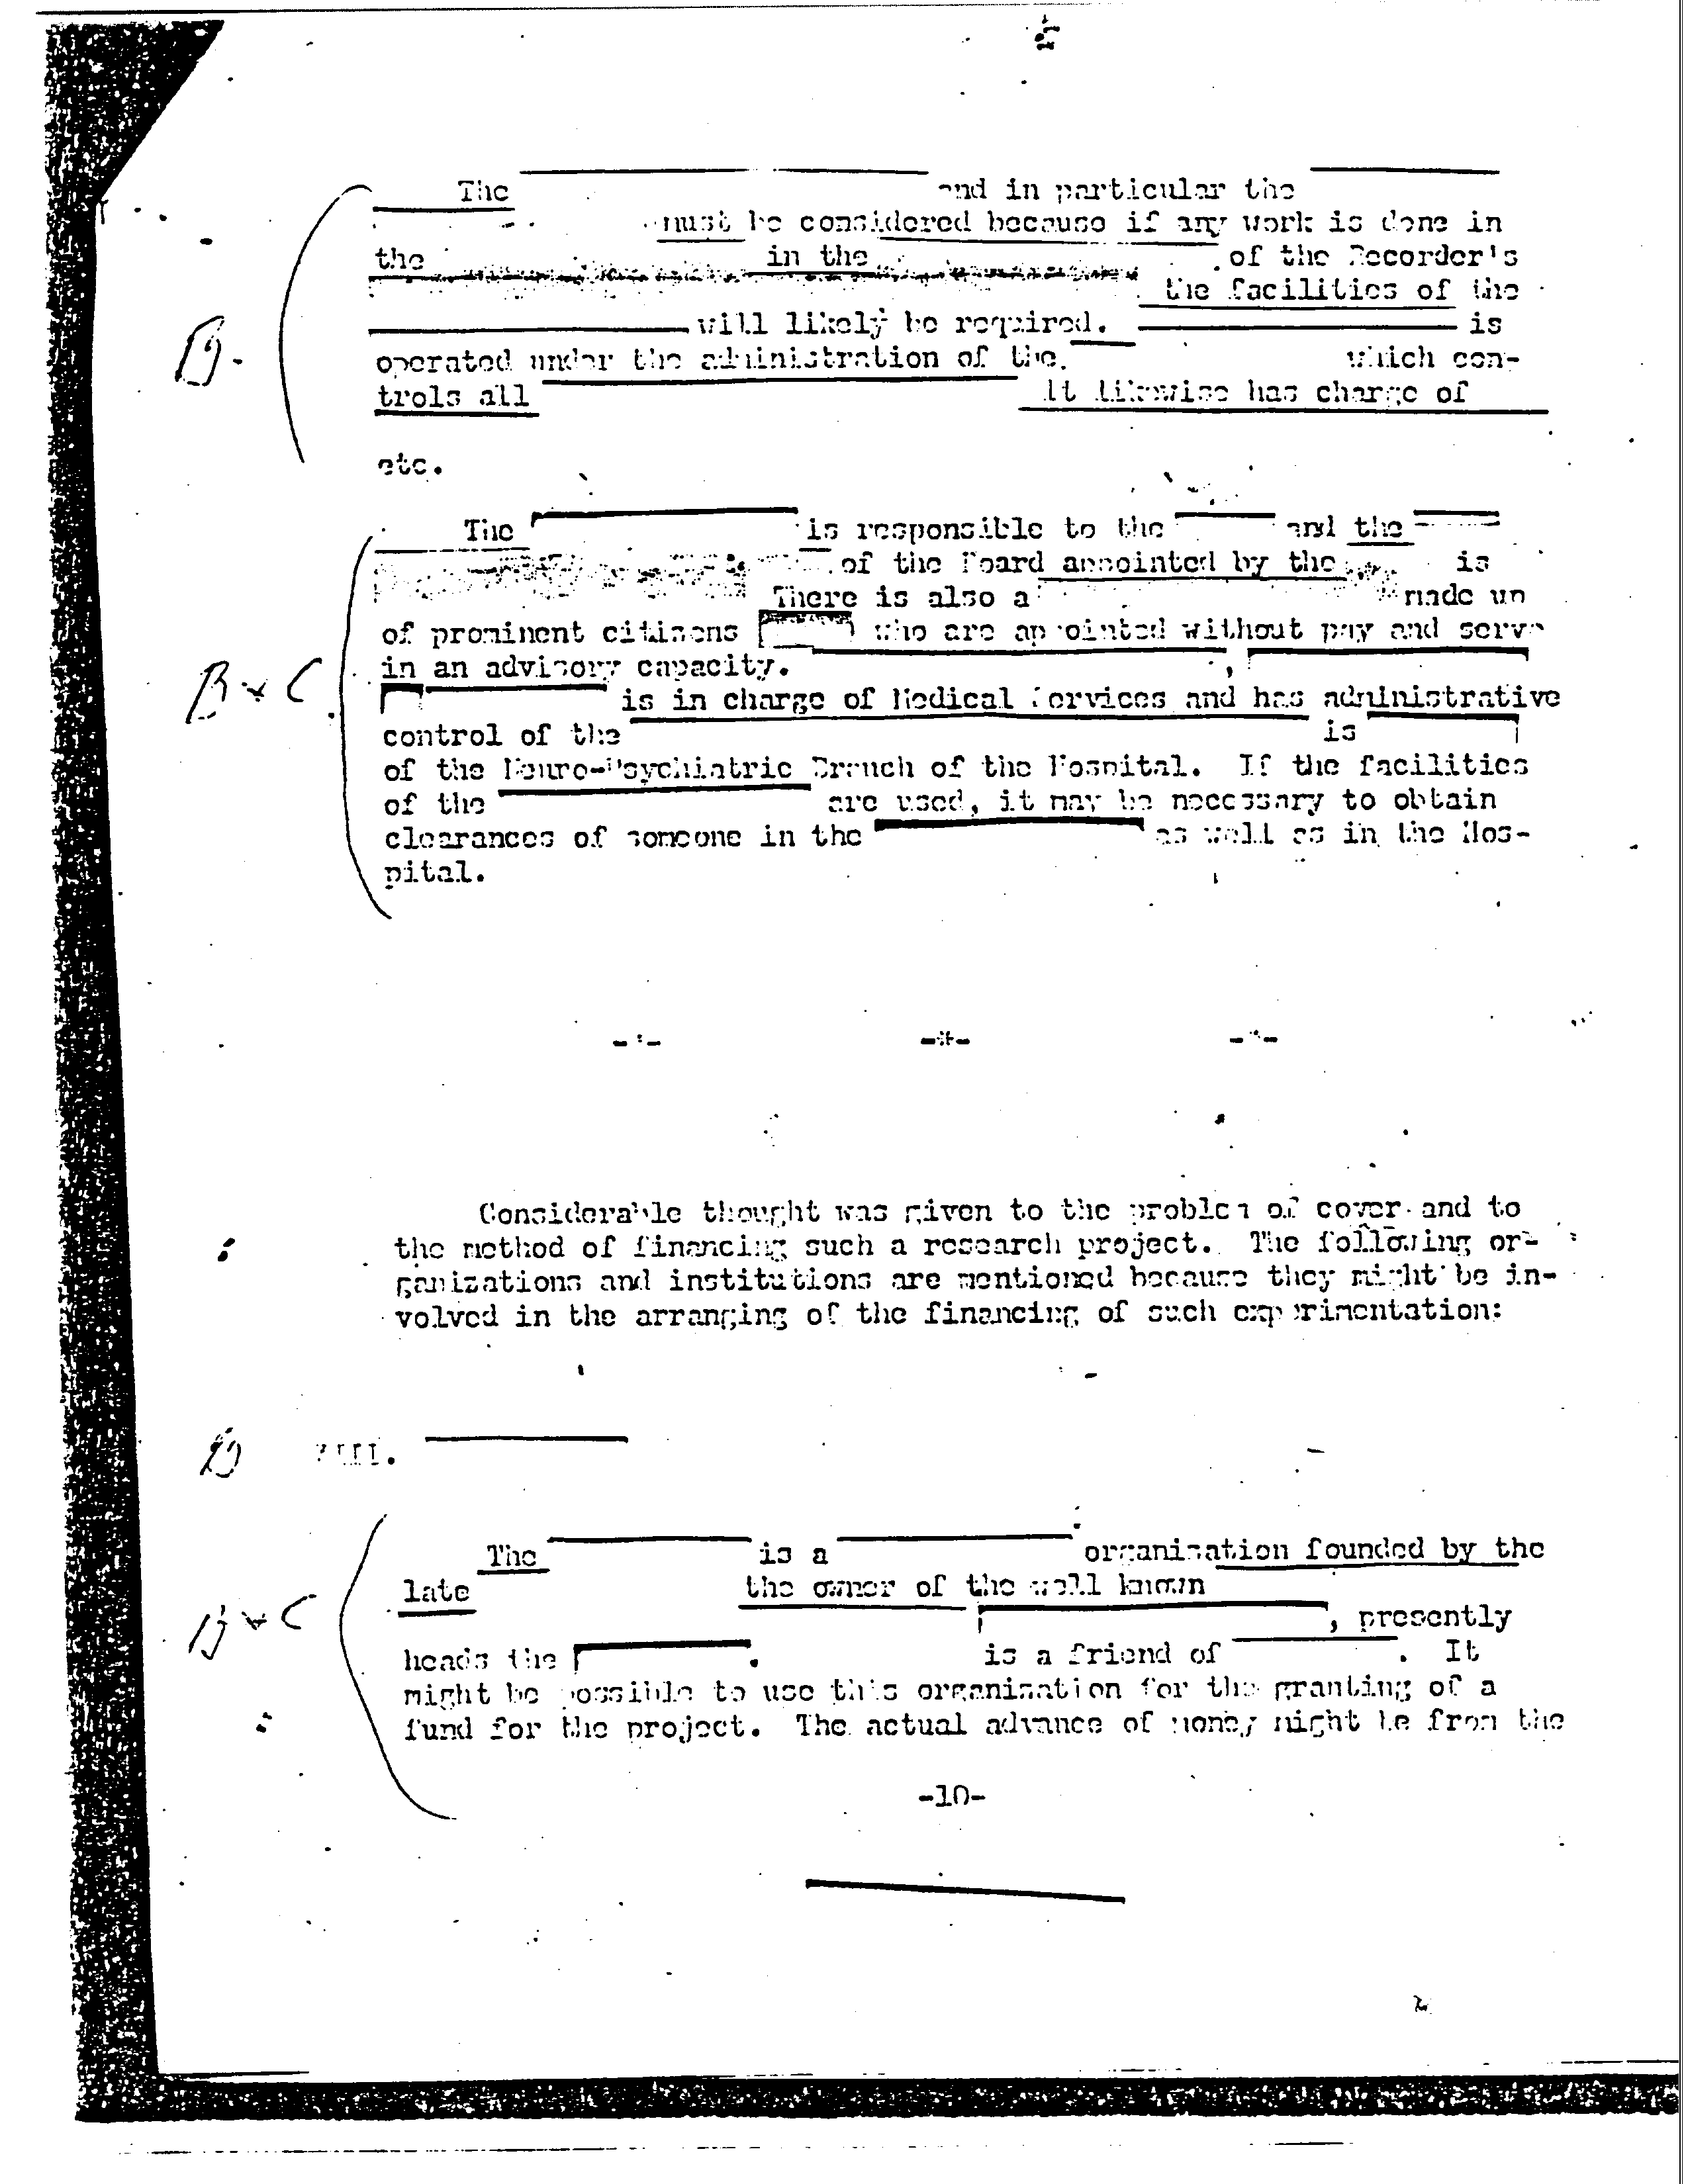 The and in particular the
must be considered because if any work is done in
the in the of the Recorder's
the facilities of the
will likely be required. is
operated under the administration of the. which con-
trols all It likewise has charge of
B.
etc.
The is responsible to the and the
of the Board appointed by the is
There is also a made up
of prominent citizens who are appointed without pay and serve
in an advisory capacity. ,
B + C
is in charge of Medical Services and has administrative
control of the is
of the Neuro-Psychiatric Branch of the Hospital. If the facilities
of the are used, it may be necessary to obtain
clearances of someone in the as well as in the Hos-
pital.
-*- -*- -*-
Considerable thought was given to the problem of cover and to
the method of financing such a research project. The following or-
ganizations and institutions are mentioned because they might be in-
volved in the arranging of the financing of such experimentation:
B
The is a organization founded by the
late the owner of the well known
B + C
, presently
heads the . is a friend of . It
might be possible to use this organization for the granting of a
fund for the project. The actual advance of money might be from the
-10-